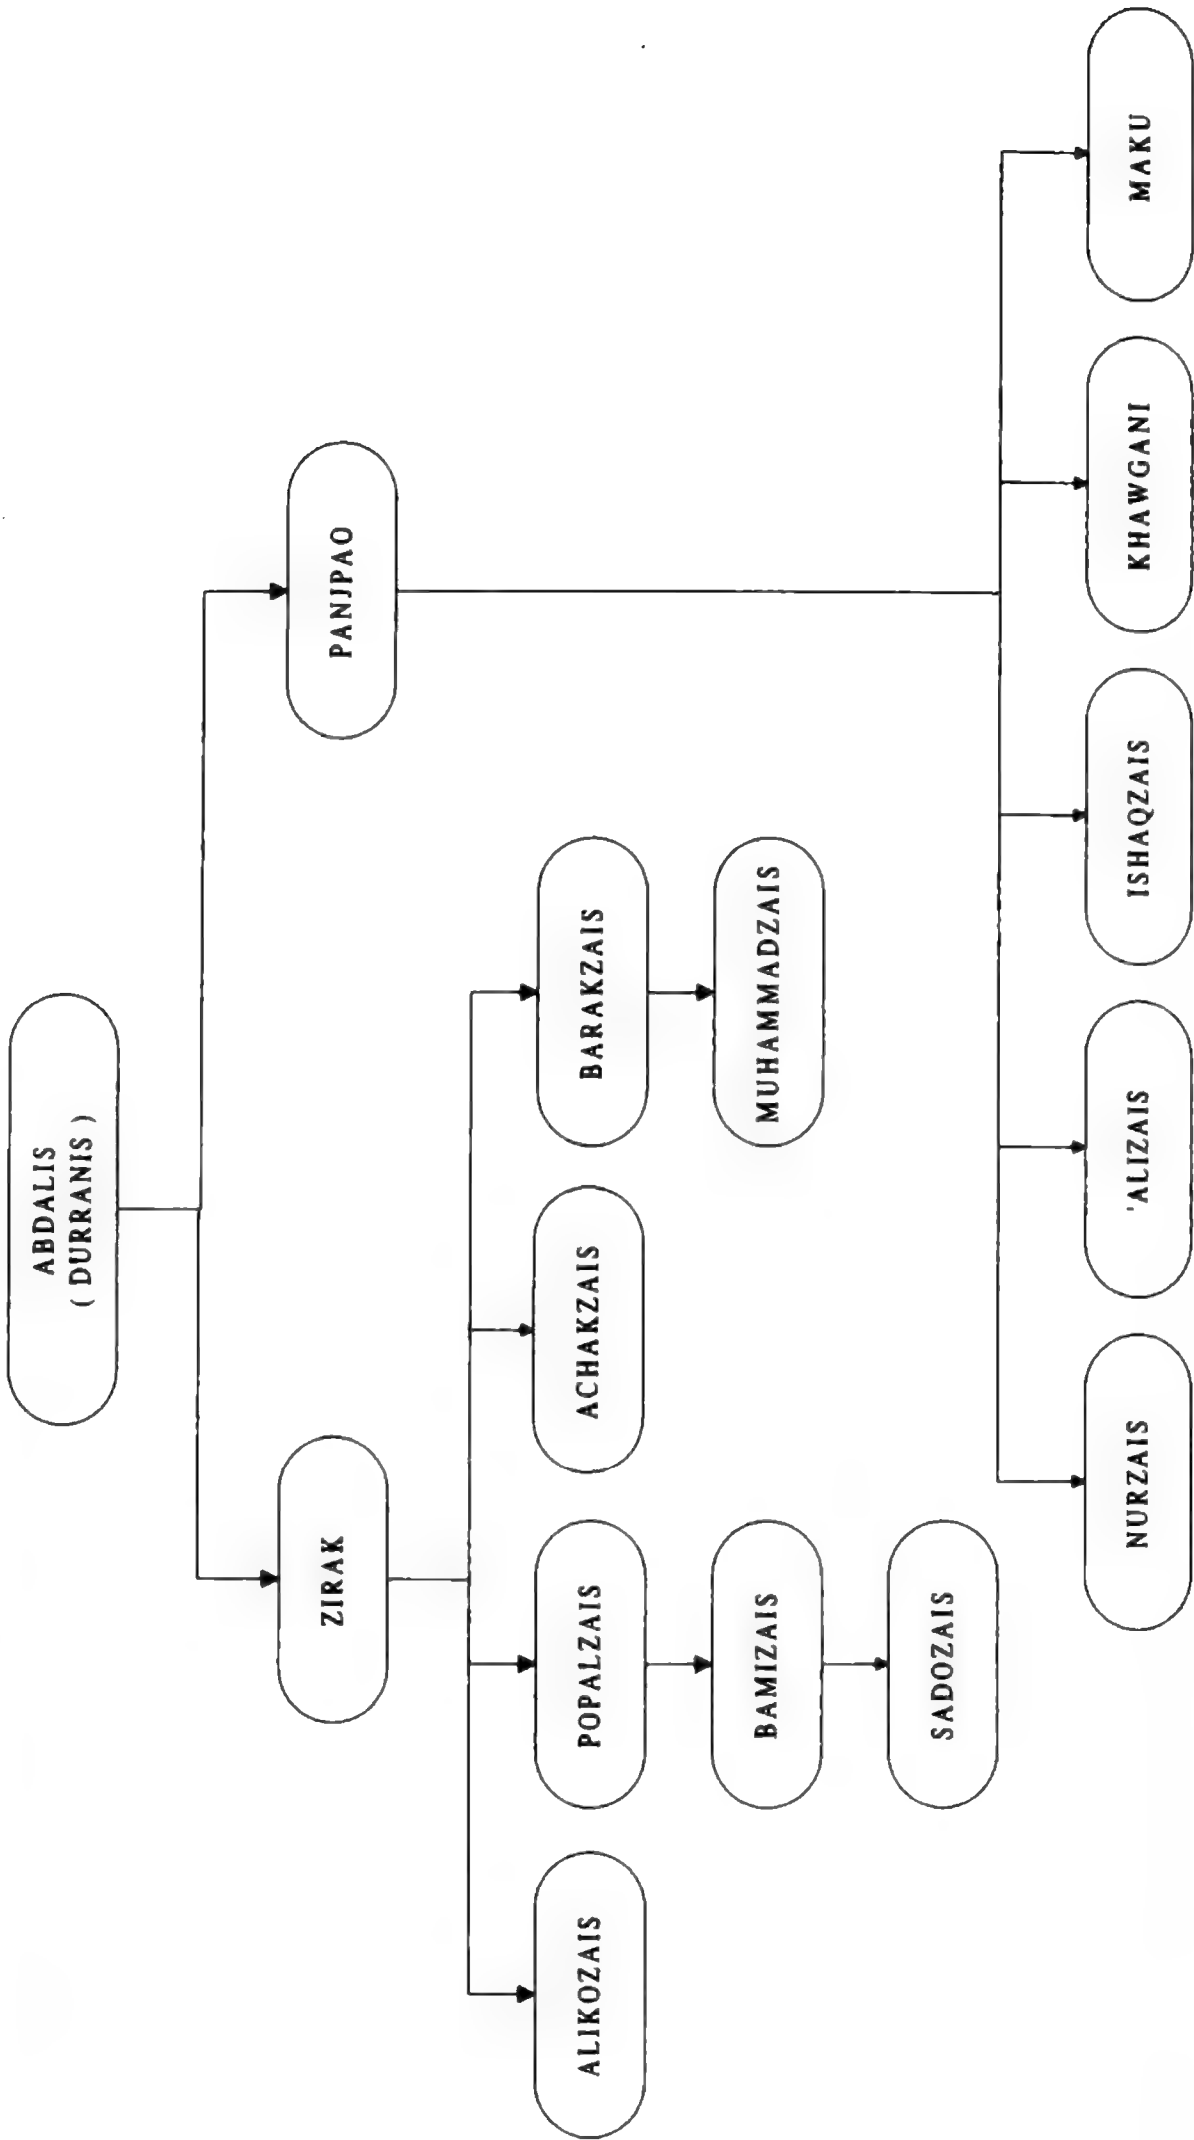 ABDALIS
( DURRANIS )
ZIRAK
PANJPAO
ALIKOZAIS
POPALZAIS
ACHAKZAIS
BARAKZAIS
BAMIZAIS
MUHAMMADZAIS
SADOZAIS
NURZAIS
'ALIZAIS
ISHAQZAIS
KHAWGANI
MAKU